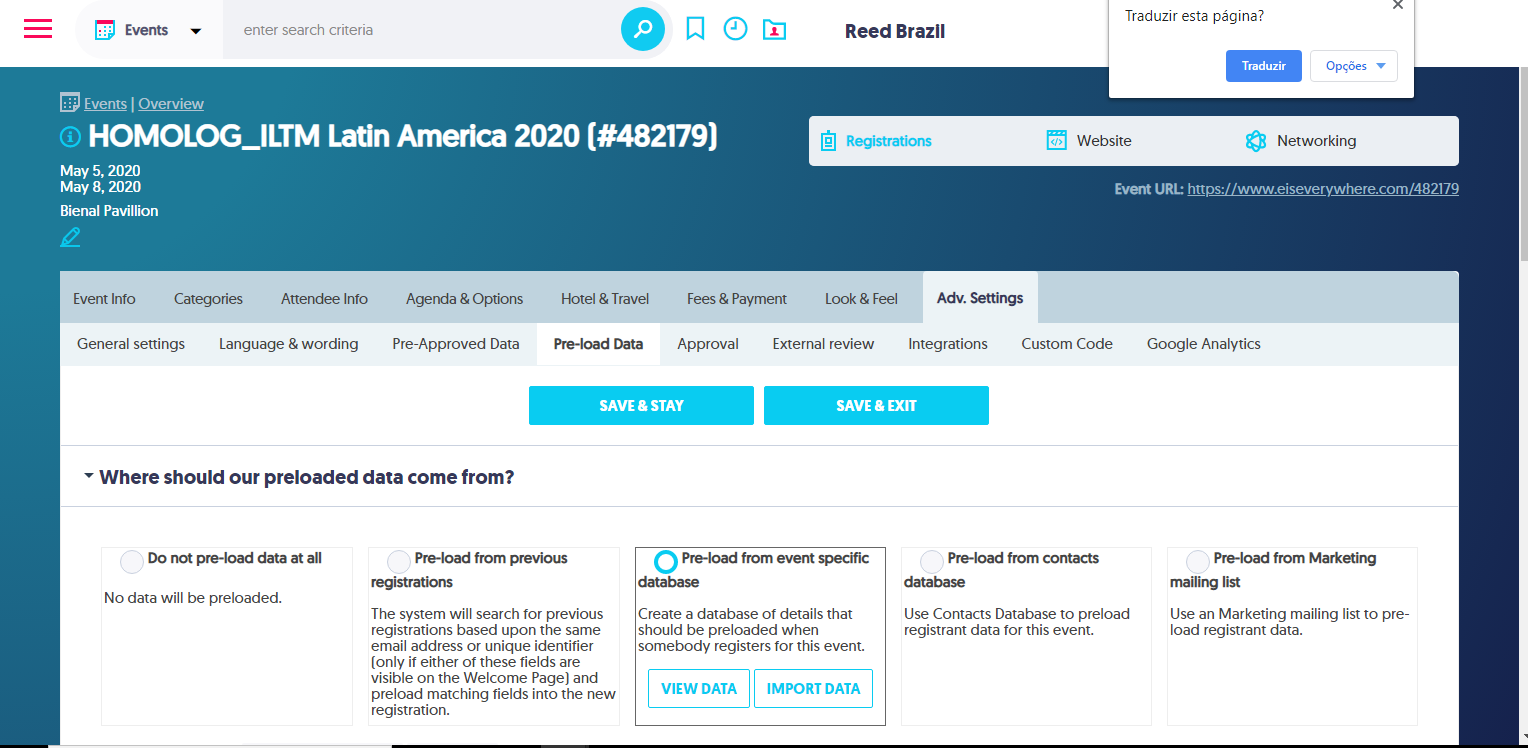 Events
enter search criteria
Reed Brazil
Traduzir esta página?
Traduzir
Opções
Events | Overview
HOMOLOG_ILTM Latin America 2020 (#482179)
May 5, 2020
May 8, 2020
Bienal Pavillion
Registrations
Website
Networking
Event URL: https://www.eiseverywhere.com/482179
Event Info
Categories
Attendee Info
Agenda & Options
Hotel & Travel
Fees & Payment
Look & Feel
Adv. Settings
General settings
Language & wording
Pre-Approved Data
Pre-load Data
Approval
External review
Integrations
Custom Code
Google Analytics
SAVE & STAY
SAVE & EXIT
Where should our preloaded data come from?
Do not pre-load data at all
No data will be preloaded.
Pre-load from previous
registrations
The system will search for previous
registrations based upon the same
email address or unique identifier
(only if either of these fields are
visible on the Welcome Page) and
preload matching fields into the new
registration.
Pre-load from event specific
database
Create a database of details that
should be preloaded when
somebody registers for this event.
VIEW DATA
IMPORT DATA
Pre-load from contacts
database
Use Contacts Database to preload
registrant data for this event.
Pre-load from Marketing
mailing list
Use an Marketing mailing list to pre-
load registrant data.